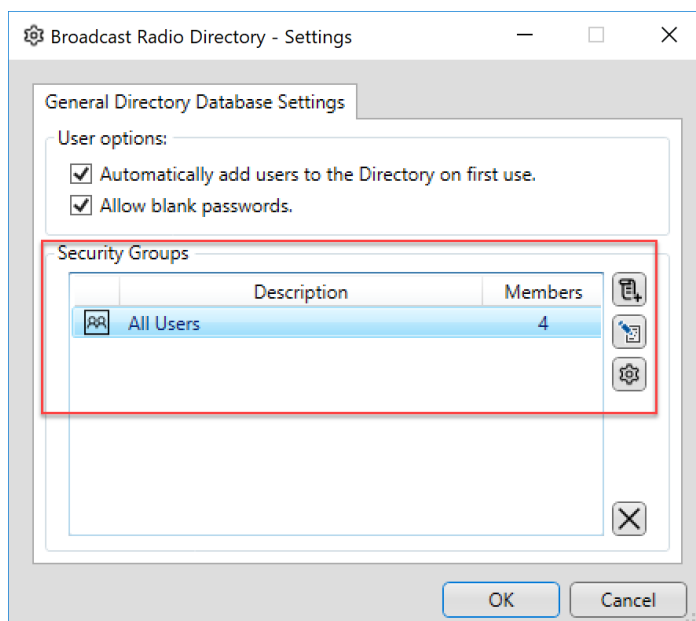 Broadcast Radio Directory - Settings
General Directory Database Settings
User options:
Automatically add users to the Directory on first use.
Allow blank passwords.
Security Groups
Description Members
All Users 4
OK Cancel